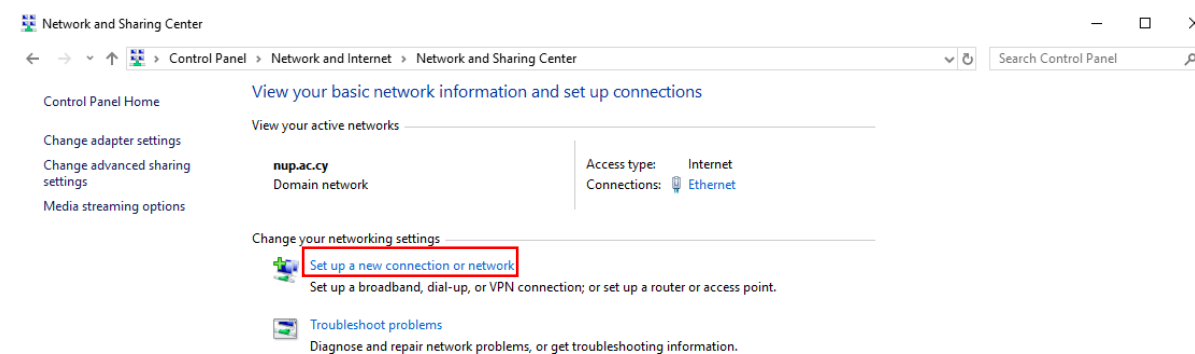 Network and Sharing Center
Control Panel > Network and Internet > Network and Sharing Center
Search Control Panel
Control Panel Home
Change adapter settings
Change advanced sharing
settings
Media streaming options
View your basic network information and set up connections
View your active networks
nup.ac.cy
Domain network
Access type: Internet
Connections: Ethernet
Change your networking settings
Set up a new connection or network
Set up a broadband, dial-up, or VPN connection; or set up a router or access point.
Troubleshoot problems
Diagnose and repair network problems, or get troubleshooting information.